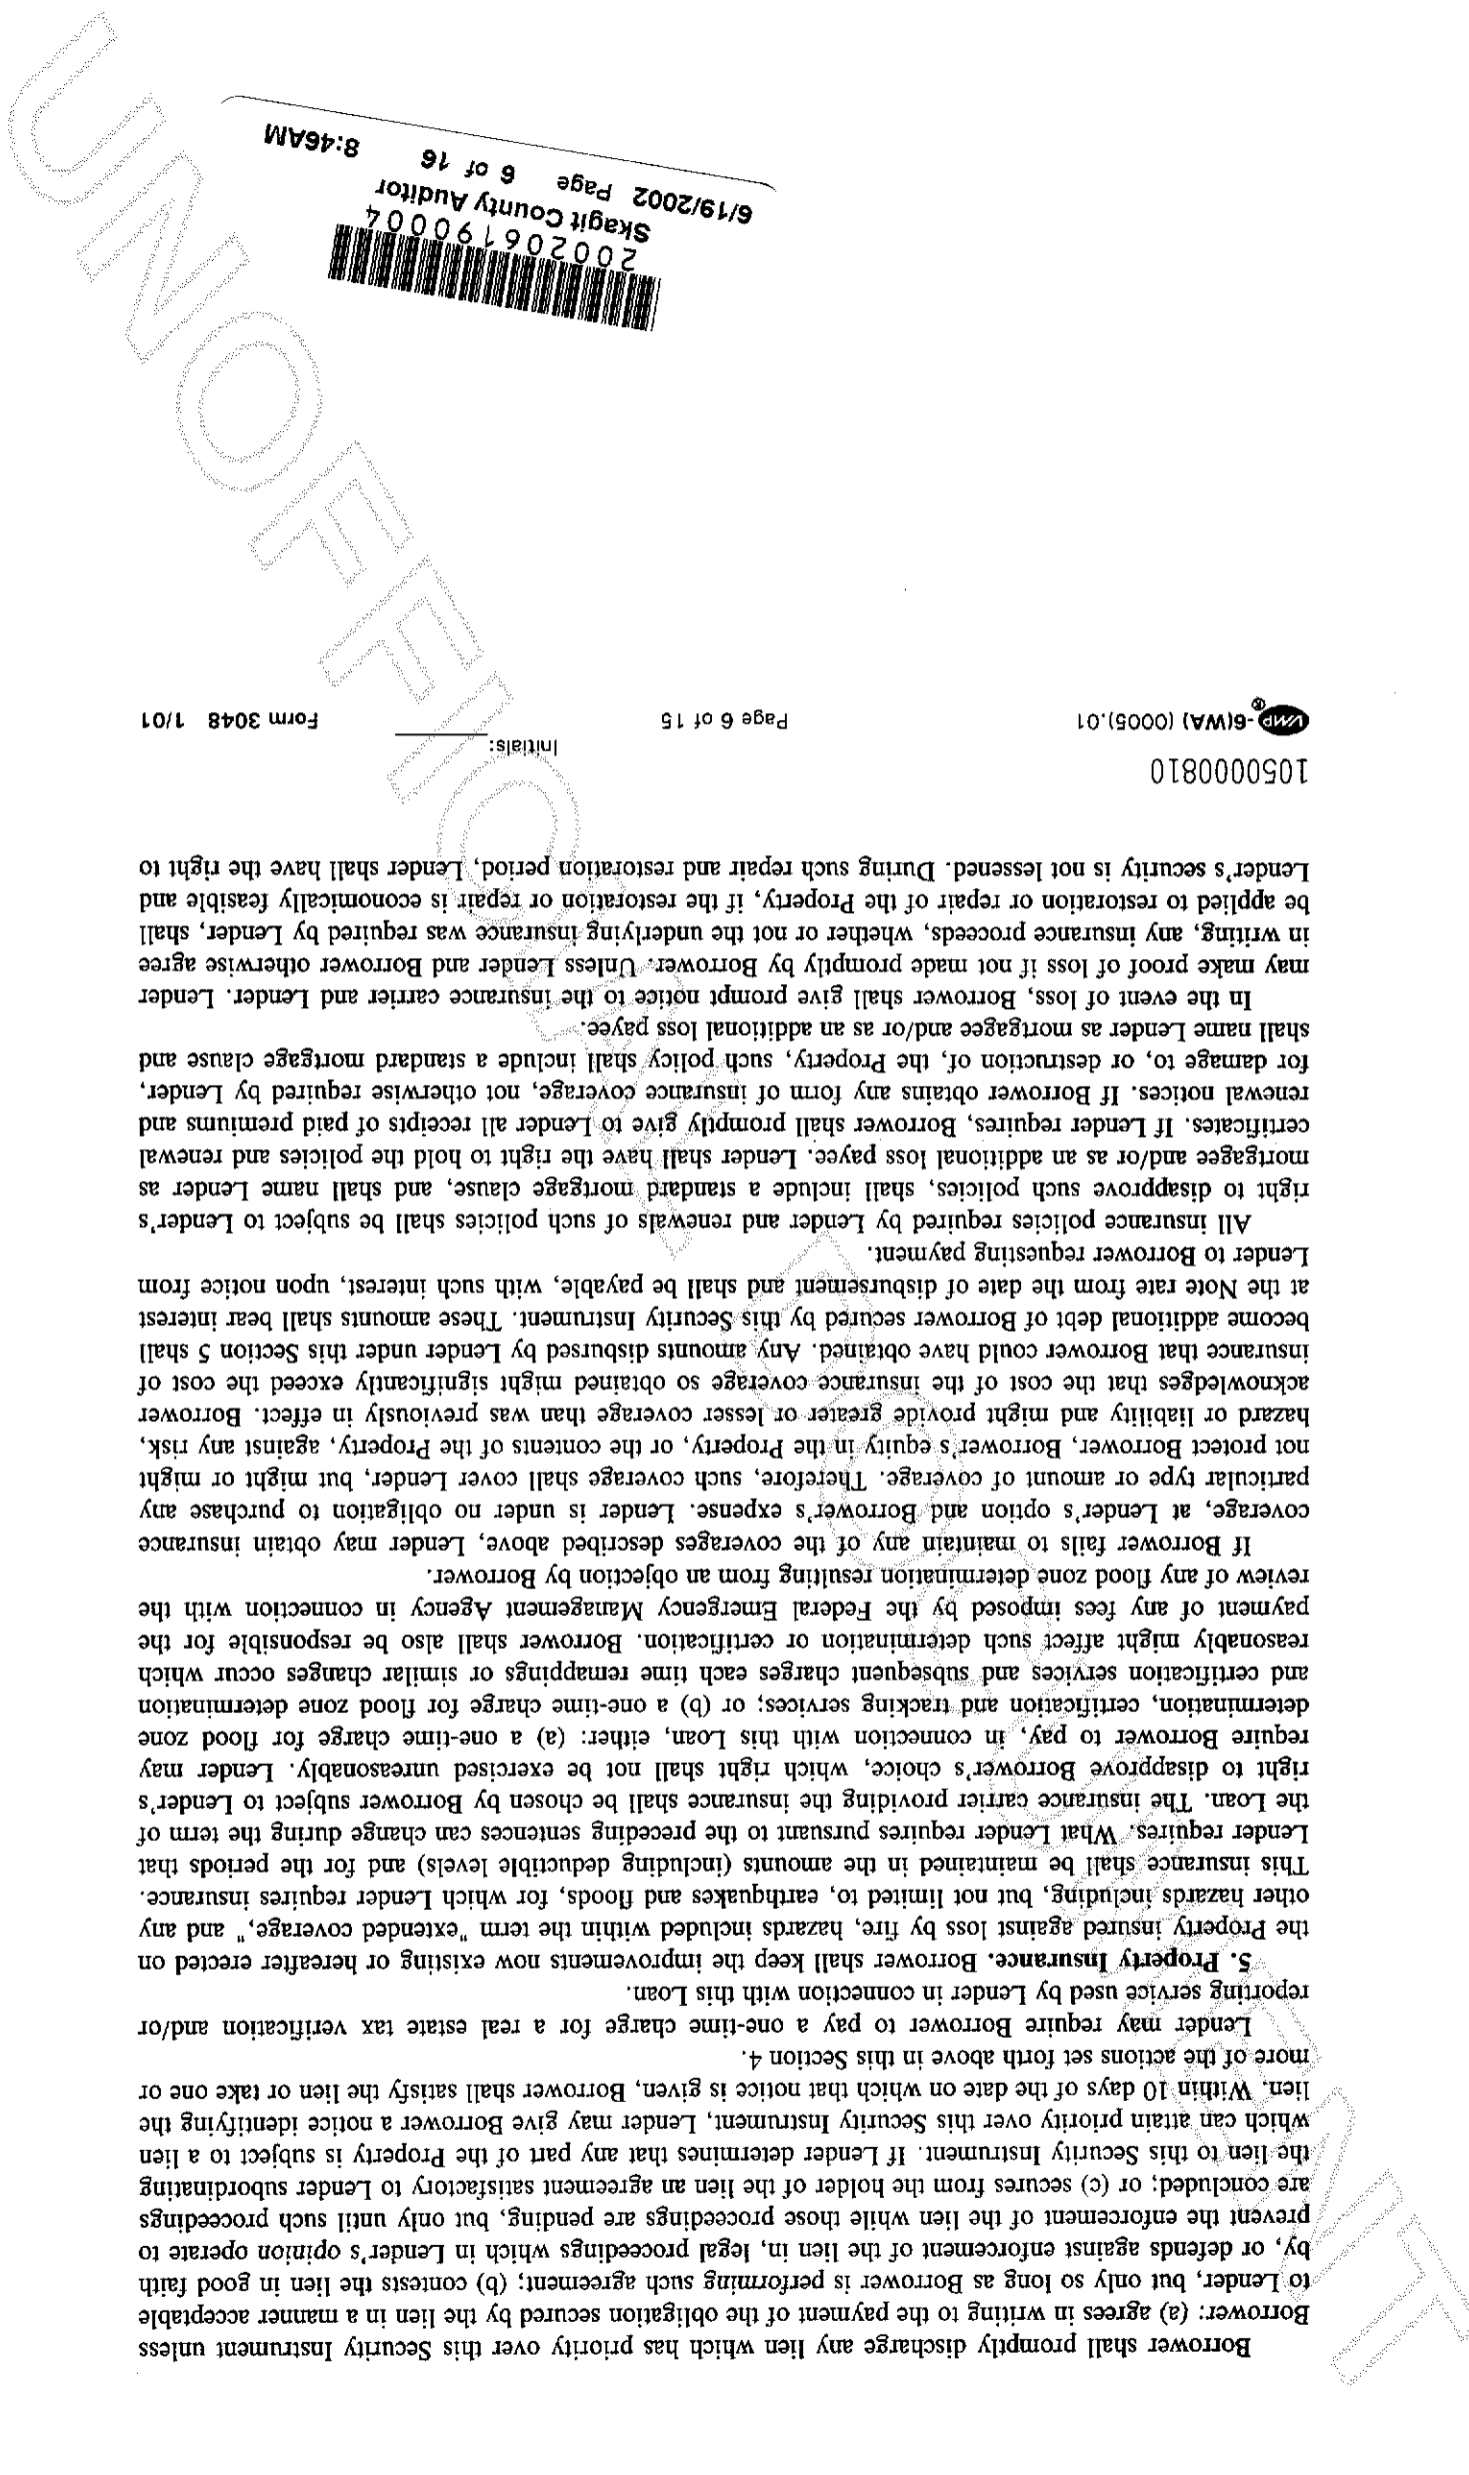 Borrower shall promptly discharge any lien which has priority over this Security Instrument unless
Borrower: (a) agrees in writing to the payment of the obligation secured by the lien in a manner acceptable
to Lender, but only so long as Borrower is performing such agreement; (b) contests the lien in good faith
by, or defends against enforcement of the lien in, legal proceedings which in Lender's opinion operate to
prevent the enforcement of the lien while those proceedings are pending, but only until such proceedings
are concluded; or (c) secures from the holder of the lien an agreement satisfactory to Lender subordinating
the lien to this Security Instrument. If Lender determines that any part of the Property is subject to a lien
which can attain priority over this Security Instrument, Lender may give Borrower a notice identifying the
lien. Within 10 days of the date on which that notice is given, Borrower shall satisfy the lien or take one or
more of the actions set forth above in this Section 4.
Lender may require Borrower to pay a one-time charge for a real estate tax verification and/or
reporting service used by Lender in connection with this Loan.
5. Property Insurance. Borrower shall keep the improvements now existing or hereafter erected on
the Property insured against loss by fire, hazards included within the term "extended coverage," and any
other hazards including, but not limited to, earthquakes and floods, for which Lender requires insurance.
This insurance shall be maintained in the amounts (including deductible levels) and for the periods that
Lender requires. What Lender requires pursuant to the preceding sentences can change during the term of
the Loan. The insurance carrier providing the insurance shall be chosen by Borrower subject to Lender's
right to disapprove Borrower's choice, which right shall not be exercised unreasonably. Lender may
require Borrower to pay, in connection with this Loan, either: (a) a one-time charge for flood zone
determination, certification and tracking services; or (b) a one-time charge for flood zone determination
and certification services and subsequent charges each time remappings or similar changes occur which
reasonably might affect such determination or certification. Borrower shall also be responsible for the
payment of any fees imposed by the Federal Emergency Management Agency in connection with the
review of any flood zone determination resulting from an objection by Borrower.
If Borrower fails to maintain any of the coverages described above, Lender may obtain insurance
coverage, at Lender's option and Borrower's expense. Lender is under no obligation to purchase any
particular type or amount of coverage. Therefore, such coverage shall cover Lender, but might or might
not protect Borrower, Borrower's equity in the Property, or the contents of the Property, against any risk,
hazard or liability and might provide greater or lesser coverage than was previously in effect. Borrower
acknowledges that the cost of the insurance coverage so obtained might significantly exceed the cost of
insurance that Borrower could have obtained. Any amounts disbursed by Lender under this Section 5 shall
become additional debt of Borrower secured by this Security Instrument. These amounts shall bear interest
at the Note rate from the date of disbursement and shall be payable, with such interest, upon notice from
Lender to Borrower requesting payment.
All insurance policies required by Lender and renewals of such policies shall be subject to Lender's
right to disapprove such policies, shall include a standard mortgage clause, and shall name Lender as
mortgagee and/or as an additional loss payee. Lender shall have the right to hold the policies and renewal
certificates. If Lender requires, Borrower shall promptly give to Lender all receipts of paid premiums and
renewal notices. If Borrower obtains any form of insurance coverage, not otherwise required by Lender,
for damage to, or destruction of, the Property, such policy shall include a standard mortgage clause and
shall name Lender as mortgagee and/or as an additional loss payee.
In the event of loss, Borrower shall give prompt notice to the insurance carrier and Lender. Lender
may make proof of loss if not made promptly by Borrower. Unless Lender and Borrower otherwise agree
in writing, any insurance proceeds, whether or not the underlying insurance was required by Lender, shall
be applied to restoration or repair of the Property, if the restoration or repair is economically feasible and
Lender's security is not lessened. During such repair and restoration period, Lender shall have the right to
1050000810
Initials:
VMP®-6(WA) (0005).01 Page 6 of 15 Form 3048 1/01
200206190004
Skagit County Auditor
6/19/2002 Page 6 of 16 8:46AM
UNOFFICIAL DOCUMENT